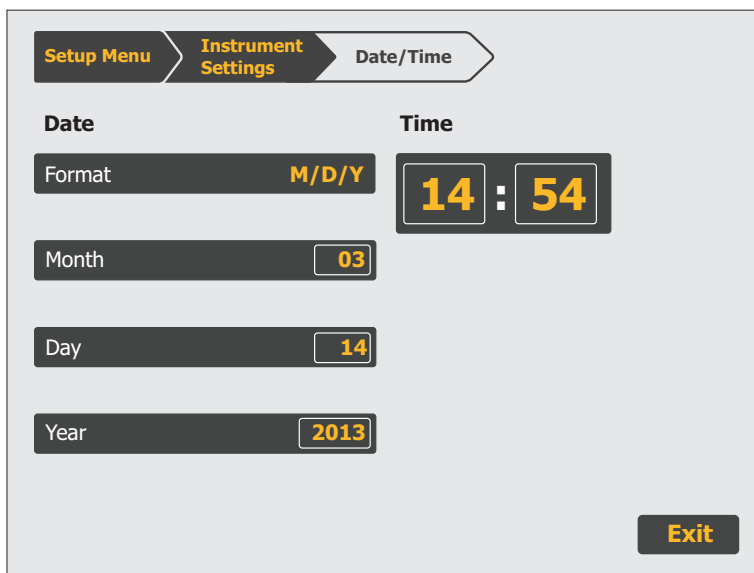 Setup Menu
Instrument
Settings
Date/Time
Date
Time
Format M/D/Y
14 : 54
Month 03
Day 14
Year 2013
Exit